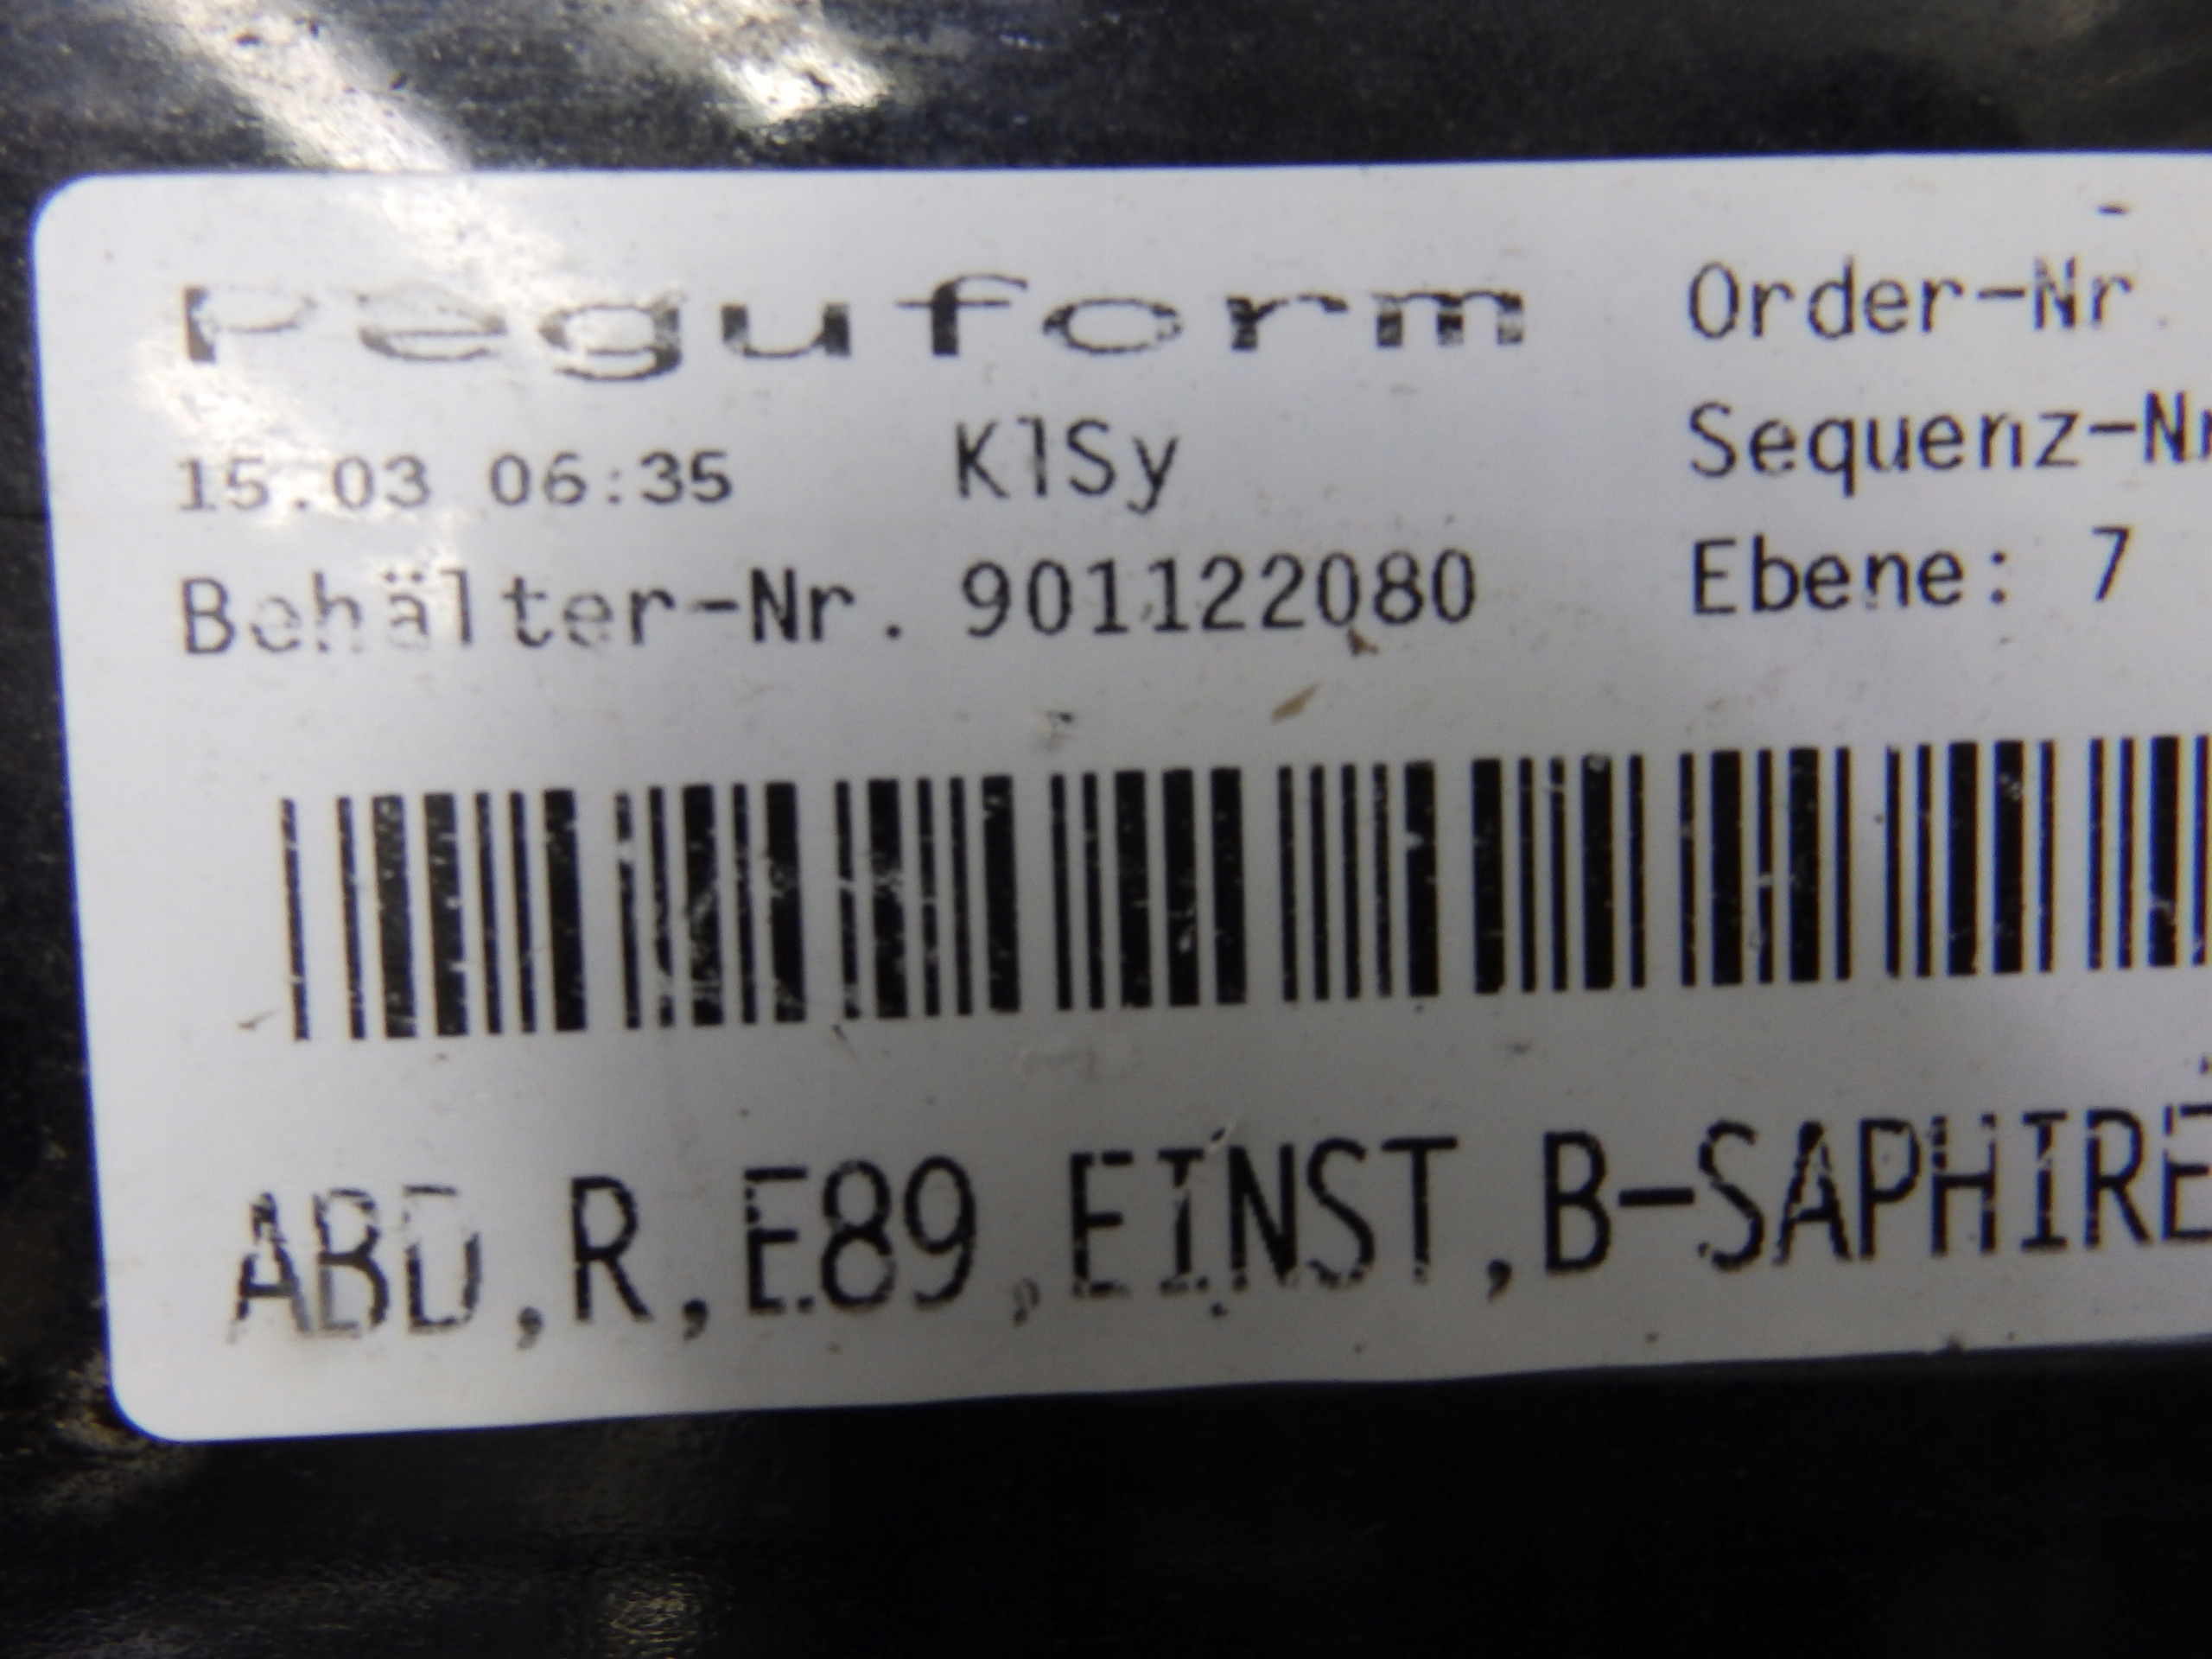 Peguform Order-Nr.
15.03 06:35 KlSy Sequenz-Nr
Behälter-Nr. 901122080 Ebene: 7
ABD,R,E89,EINST,B-SAPHIRE